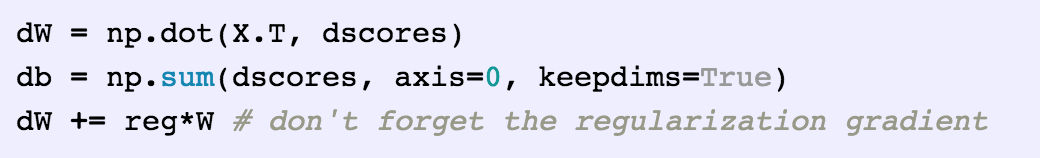 dW = np.dot(X.T, dscores)
db = np.sum(dscores, axis=0, keepdims=True)
dW += reg*W # don't forget the regularization gradient